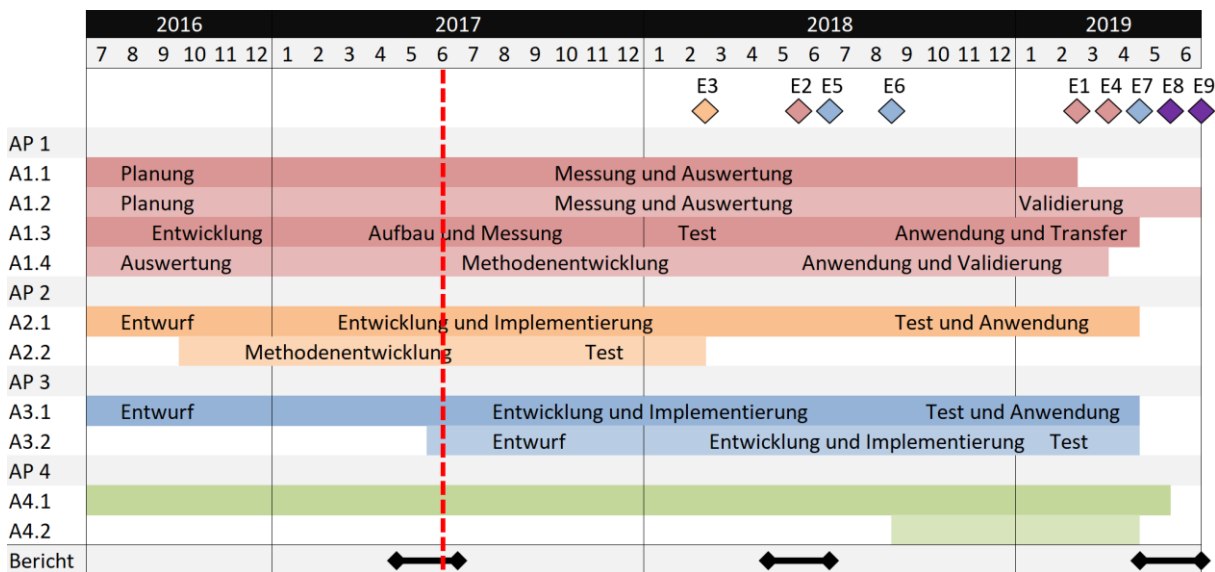 2016 2017 2018 2019
7 8 9 10 11 12 1 2 3 4 5 6 7 8 9 10 11 12 1 2 3 4 5 6 7 8 9 10 11 12 1 2 3 4 5 6
E3 E2 E5 E6 E1 E4 E7 E8 E9
AP 1
A1.1 Planung Messung und Auswertung
A1.2 Planung Messung und Auswertung Validierung
A1.3 Entwicklung Aufbau und Messung Test Anwendung und Transfer
A1.4 Auswertung Methodenentwicklung Anwendung und Validierung
AP 2
A2.1 Entwurf Entwicklung und Implementierung Test und Anwendung
A2.2 Methodenentwicklung Test
AP 3
A3.1 Entwurf Entwicklung und Implementierung Test und Anwendung
A3.2 Entwurf Entwicklung und Implementierung Test
AP 4
A4.1
A4.2
Bericht